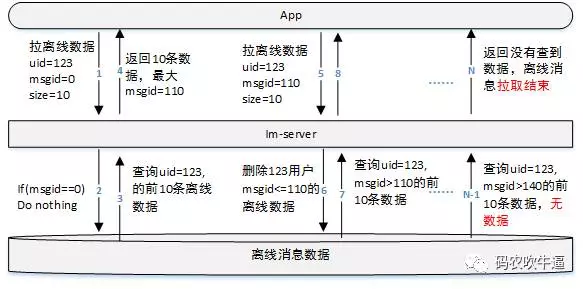 App
拉离线数据
uid=123
msgid=0
size=10
1
4
返回10条数
据，最大
msgid=110
拉离线数据
uid=123
msgid=110
size=10
5
8
……
N
返回没有查到
数据，离线消
息拉取结束
Im-server
If(msgid==0)
Do nothing
2
3
查询uid=123,
的前10条离线
数据
删除123用户
msgid<=110的
离线数据
6
7
查询uid=123,
msgid>110的前
10条数据
……
N-1
查询uid=123,
msgid>140的前
10条数据，无
数据
离线消息数据
码农吹牛逼